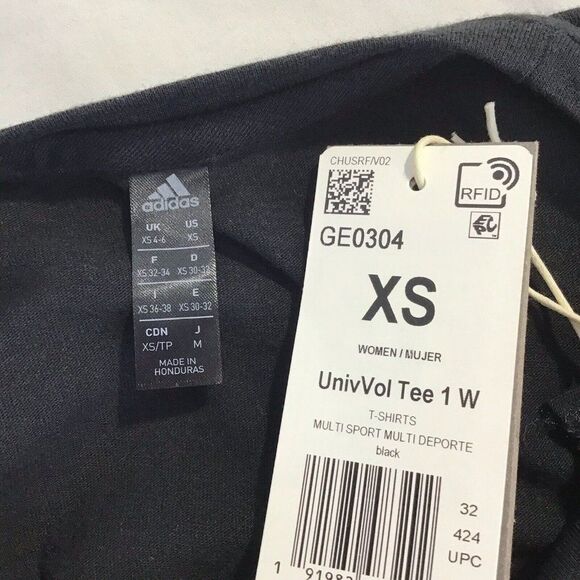 adidas
UK US
XS 4-6 XS
F D
XS 32-34 XS 30-32
I E
XS 36-38 XS 30-32
CDN J
XS/TP M
MADE IN
HONDURAS
CHUSRF/V02
RFID
GE0304
XS
WOMEN / MUJER
UnivVol Tee 1 W
T-SHIRTS
MULTI SPORT MULTI DEPORTE
black
32
424
UPC
1 91983